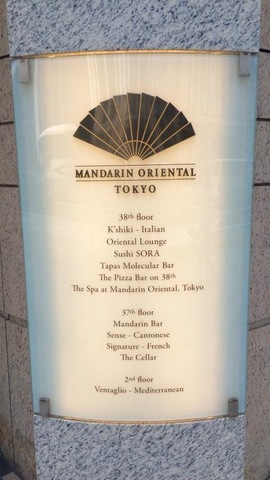 MANDARIN ORIENTAL
TOKYO
38th floor
K'shiki - Italian
Oriental Lounge
Sushi SORA
Tapas Molecular Bar
The Pizza Bar on 38th
The Spa at Mandarin Oriental, Tokyo
37th floor
Mandarin Bar
Sense - Cantonese
Signature - French
The Cellar
2nd floor
Ventaglio - Mediterranean